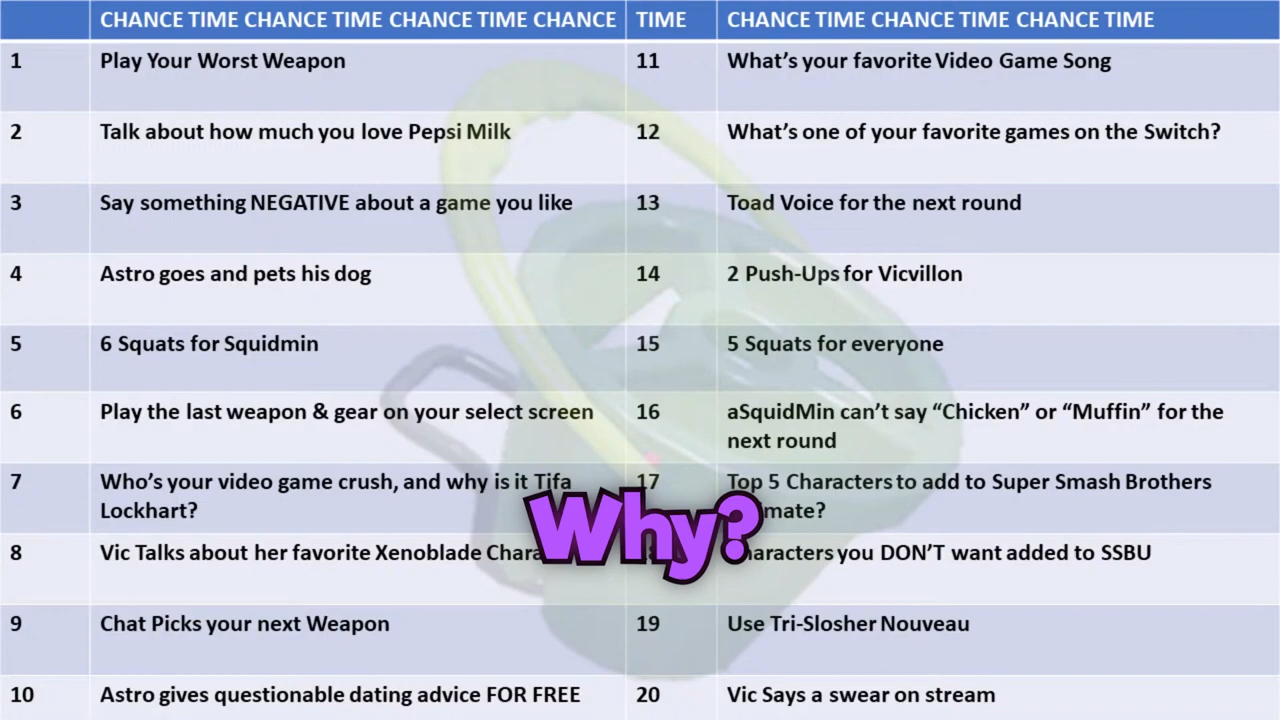 CHANCE TIME CHANCE TIME CHANCE TIME CHANCE TIME CHANCE TIME CHANCE TIME CHANCE TIME
1 Play Your Worst Weapon 11 What's your favorite Video Game Song
2 Talk about how much you love Pepsi Milk 12 What's one of your favorite games on the Switch?
3 Say something NEGATIVE about a game you like 13 Toad Voice for the next round
4 Astro goes and pets his dog 14 2 Push-Ups for Vicvillon
5 6 Squats for Squidmin 15 5 Squats for everyone
6 Play the last weapon & gear on your select screen 16 aSquidMin can't say “Chicken” or “Muffin” for the
next round
7 Who's your video game crush, and why is it Tifa
Lockhart?
17 Top 5 Characters to add to Super Smash Brothers
Why?
8 Vic Talks about her favorite Xenoblade you DON'T want added to SSBU
9 Chat Picks your next Weapon 19 Use Tri-Slosher Nouveau
10 Astro gives questionable dating advice FOR FREE 20 Vic Says a swear on stream